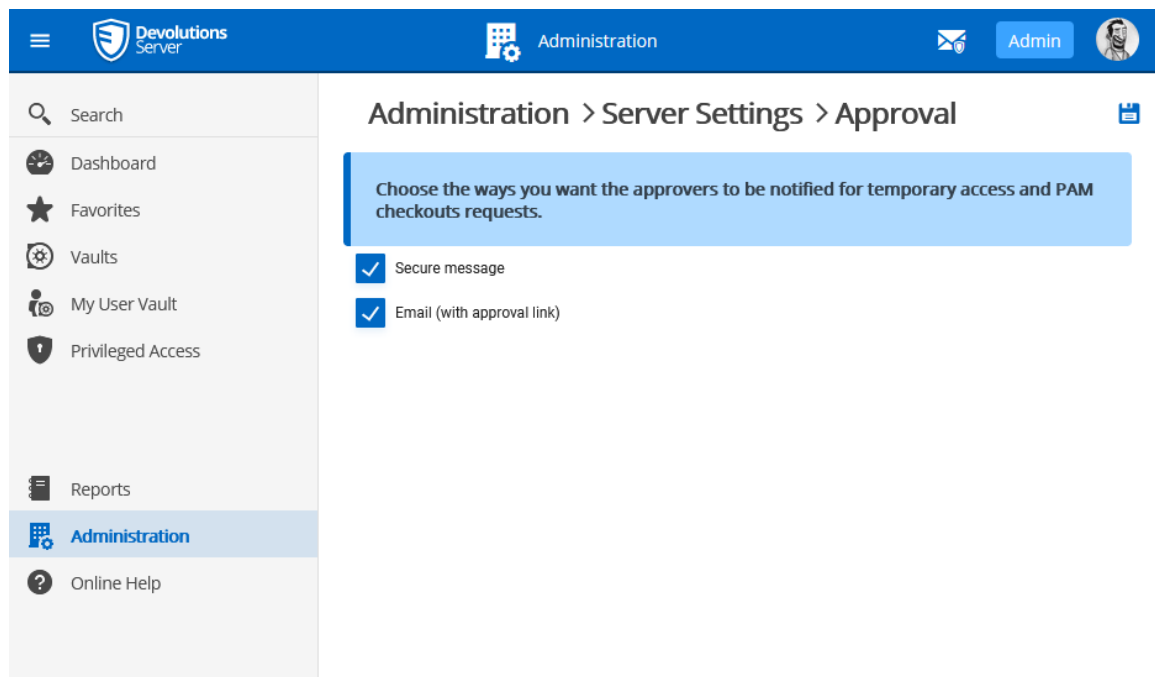 Devolutions
Server
Administration
Admin
Search
Dashboard
Favorites
Vaults
My User Vault
Privileged Access
Reports
Administration
Online Help
Administration > Server Settings > Approval
Choose the ways you want the approvers to be notified for temporary access and PAM
checkouts requests.
Secure message
Email (with approval link)